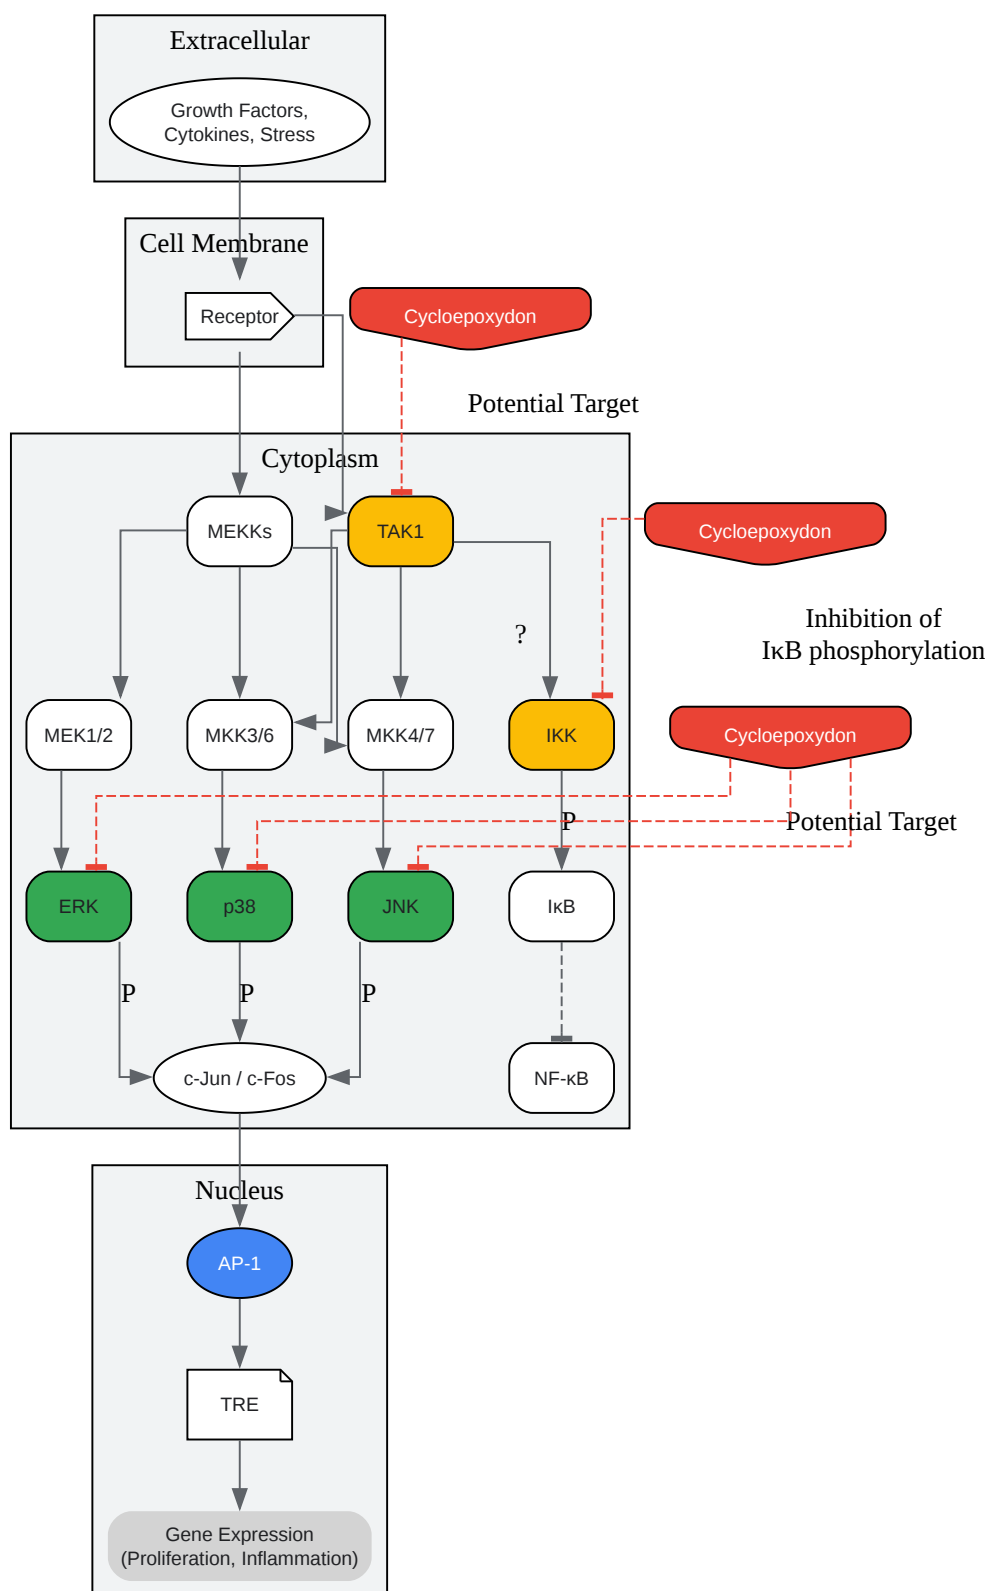 Extracellular
Growth Factors,
Cytokines, Stress
Cell Membrane
Receptor
Cycloepoxydon
Potential Target
Cytoplasm
MEKKs
TAK1
Cycloepoxydon
?
Inhibition of
IκB phosphorylation
MEK1/2
MKK3/6
MKK4/7
IKK
Cycloepoxydon
P
Potential Target
ERK
p38
JNK
IκB
P
P
P
c-Jun / c-Fos
NF-κB
Nucleus
AP-1
TRE
Gene Expression
(Proliferation, Inflammation)